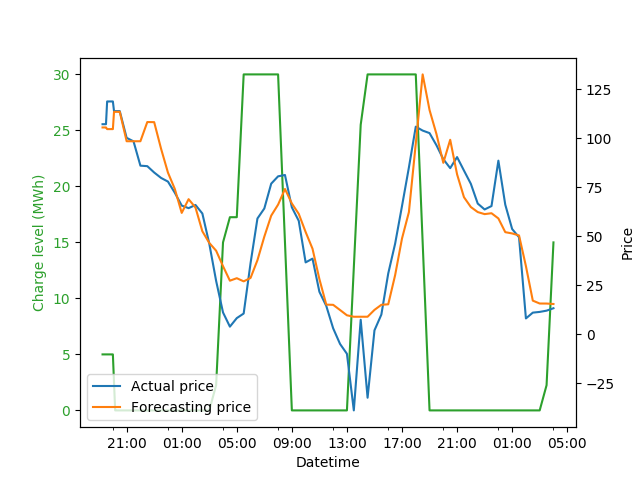 30
25
20
15
10
5
0
Charge level (MWh)
125
100
75
50
25
0
−25
Price
Actual price
Forecasting price
21:00 01:00 05:00 09:00 13:00 17:00 21:00 01:00 05:00
Datetime